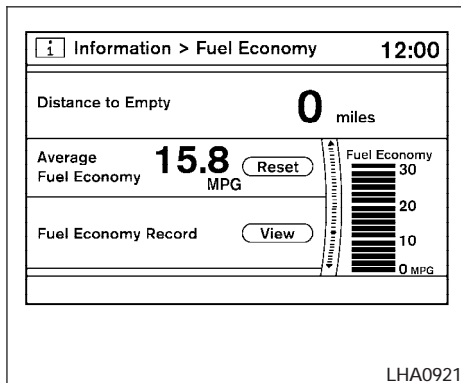 i Information > Fuel Economy 12:00
Distance to Empty 0 miles
Average Fuel Economy 15.8 MPG Reset
Fuel Economy Record View
Fuel Economy
30
20
10
0 MPG
LHA0921